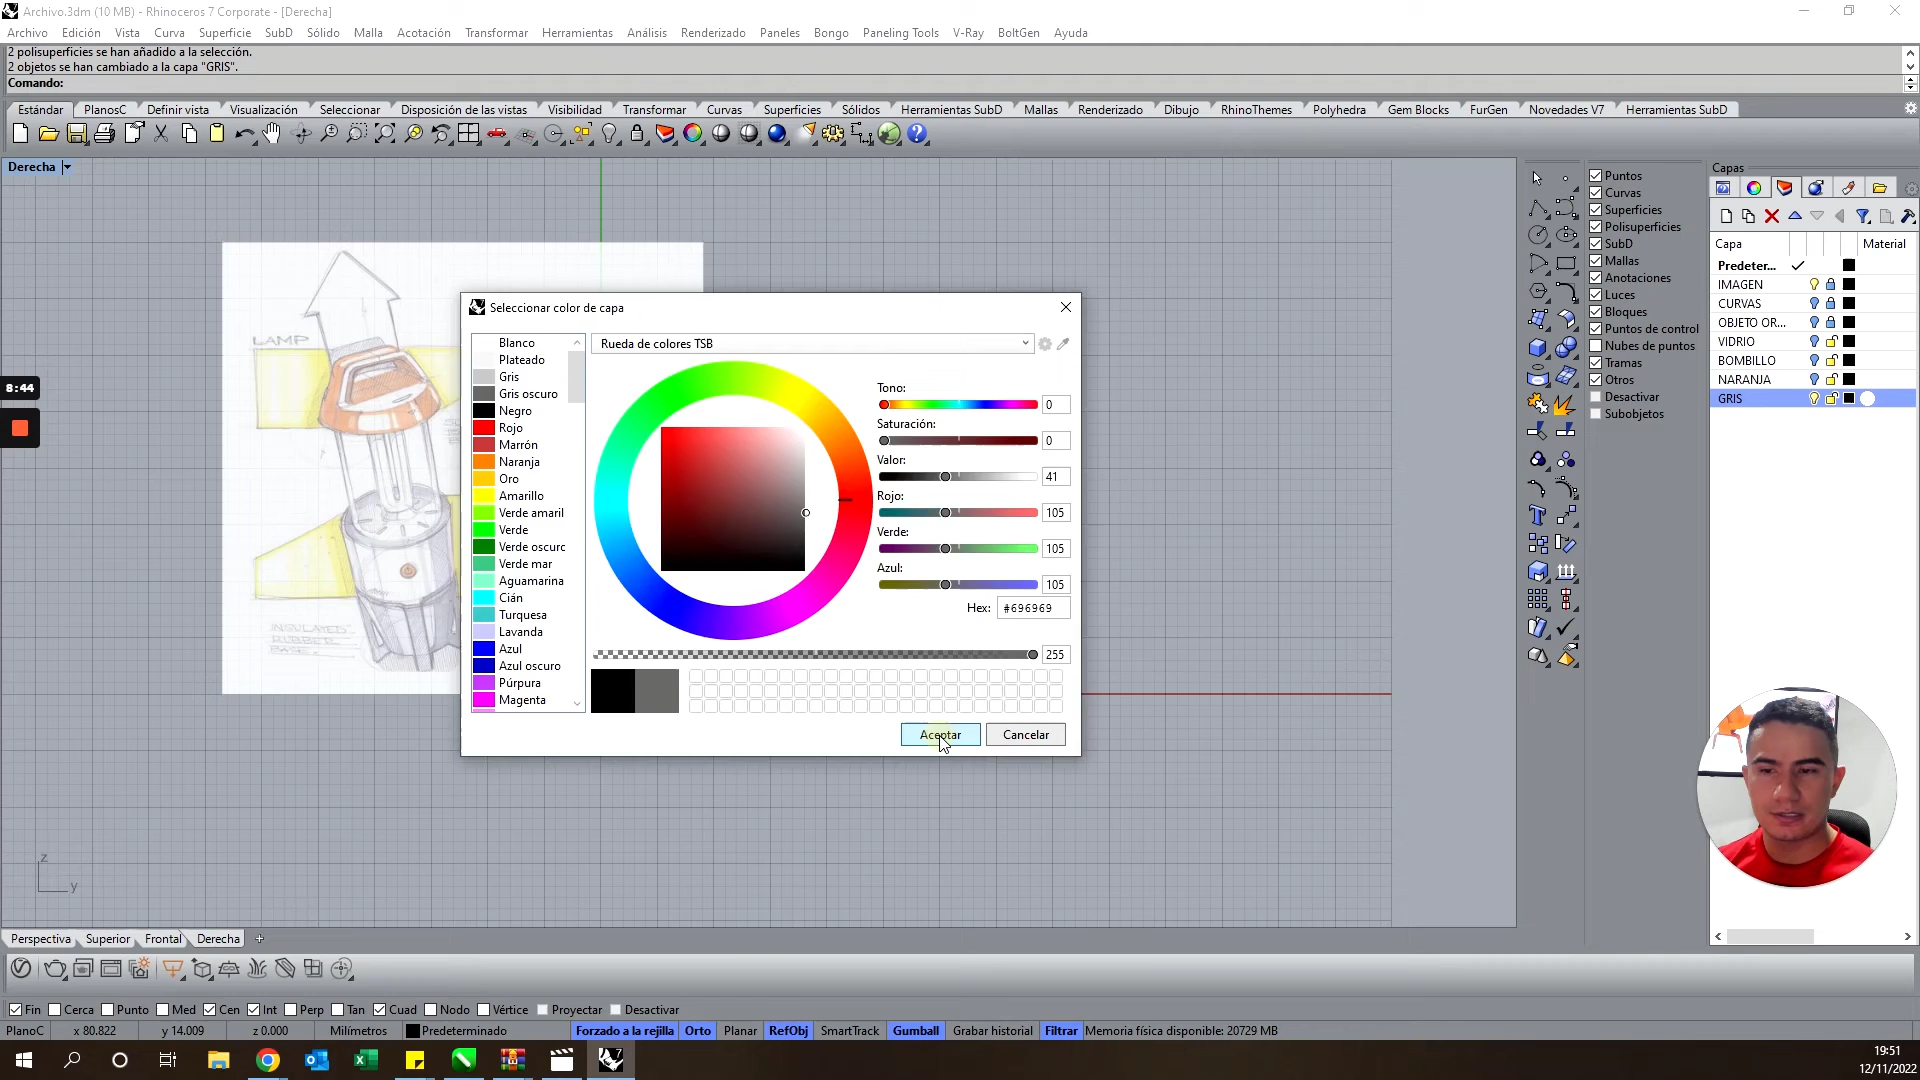 Archivo.3dm (10 MB) - Rhinoceros 7 Corporate - [Derecha]
Archivo Edición Vista Curva Superficie SubD Sólido Malla Acotación Transformar Herramientas Análisis Renderizado Paneles Bongo Paneling Tools V-Ray BoltGen Ayuda
2 polisuperficies se han añadido a la selección.
2 objetos se han cambiado a la capa "GRIS".
Comando:
Estándar PlanosC Definir vista Visualización Seleccionar Disposición de las vistas Visibilidad Transformar Curvas Superficies Sólidos Herramientas SubD Mallas Renderizado Dibujo RhinoThemes Polyhedra Gem Blocks FurGen Novedades V7 Herramientas SubD
Derecha
LAMP
INSULATED
RUBBER
BASE.
8:44
Seleccionar color de capa
Blanco
Plateado
Gris
Gris oscuro
Negro
Rojo
Marrón
Naranja
Oro
Amarillo
Verde amaril
Verde
Verde oscurc
Verde mar
Aguamarina
Cián
Turquesa
Lavanda
Azul
Azul oscuro
Púrpura
Magenta
Rueda de colores TSB
Tono:
0
Saturación:
0
Valor:
41
Rojo:
105
Verde:
105
Azul:
105
Hex: #696969
255
Aceptar Cancelar
Puntos
Curvas
Superficies
Polisuperficies
SubD
Mallas
Anotaciones
Luces
Bloques
Puntos de control
Nubes de puntos
Tramas
Otros
Desactivar
Subobjetos
Capas
Capa Material
Predeter...
IMAGEN
CURVAS
OBJETO OR...
VIDRIO
BOMBILLO
NARANJA
GRIS
z
y
Perspectiva Superior Frontal Derecha
Fin Cerca Punto Med Cen Int Perp Tan Cuad Nodo Vértice Proyectar Desactivar
PlanoC x 80.822 y 14.009 z 0.000 Milímetros Predeterminado Forzado a la rejilla Orto Planar RefObj SmartTrack Gumball Grabar historial Filtrar Memoria física disponible: 20729 MB
19:51
12/11/2022